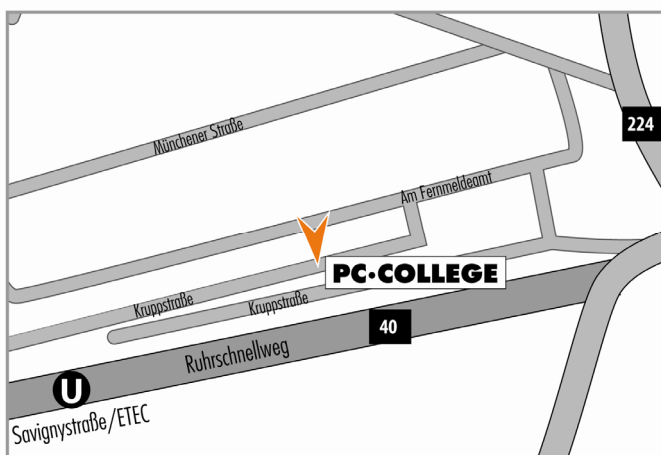 Münchener Straße
224
Am Fernmeldeamt
PC·COLLEGE
Kruppstraße
Kruppstraße
40
Ruhrschnellweg
U
Savignystraße/ETEC